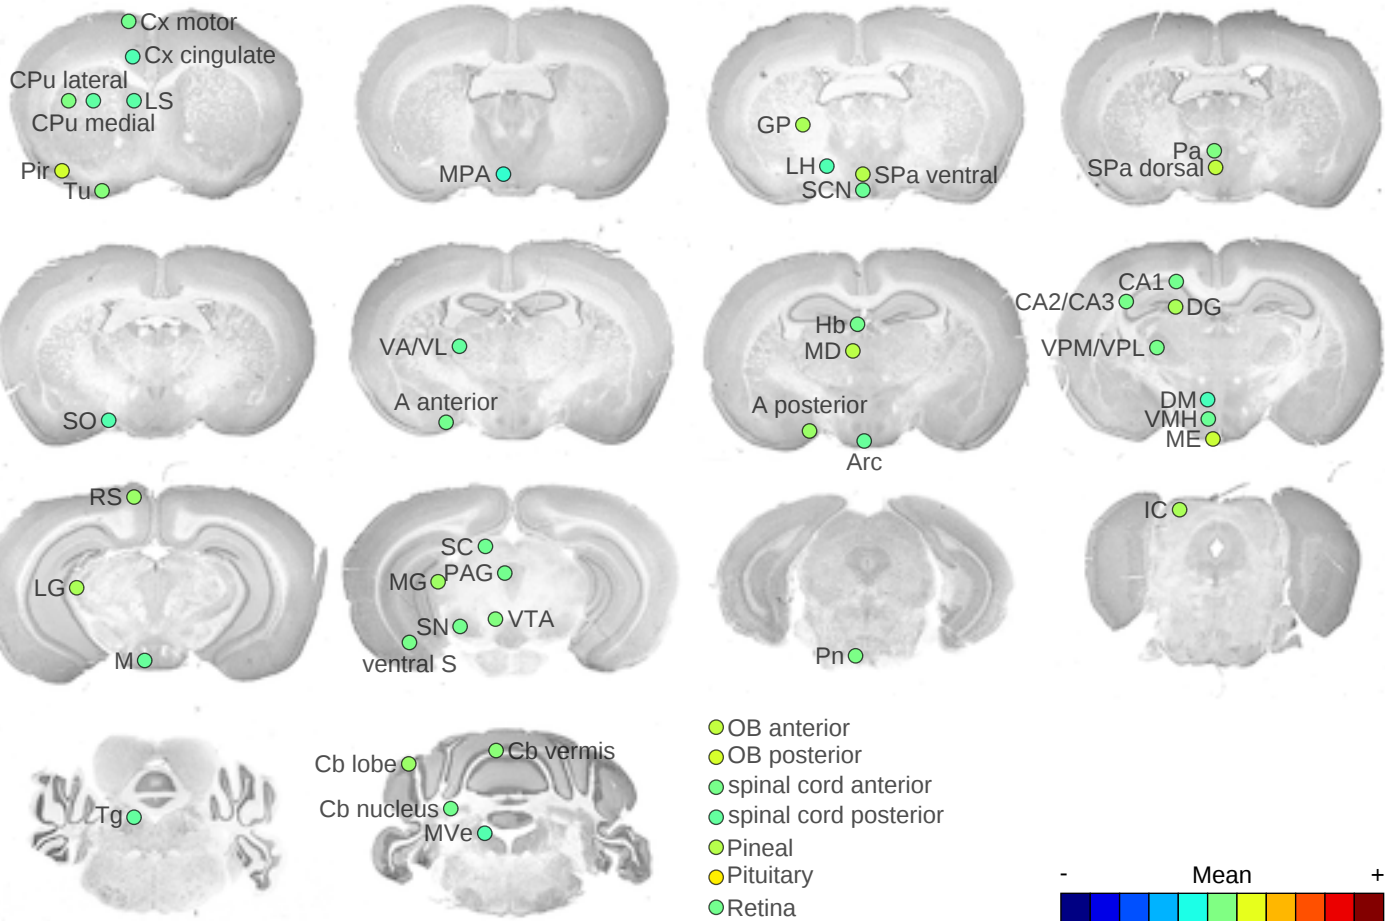 Cx motor
Cx cingulate
CPu lateral
LS
CPu medial
Pir
Tu
MPA
GP
LH
SPa ventral
SCN
Pa
SPa dorsal
SO
VA/VL
A anterior
Hb
MD
A posterior
Arc
CA1
CA2/CA3
DG
VPM/VPL
DM
VMH
ME
RS
LG
M
SC
MG
PAG
SN
VTA
ventral S
Pn
IC
Tg
Cb lobe
Cb vermis
Cb nucleus
MVe
OB anterior
OB posterior
spinal cord anterior
spinal cord posterior
Pineal
Pituitary
Retina
- Mean +